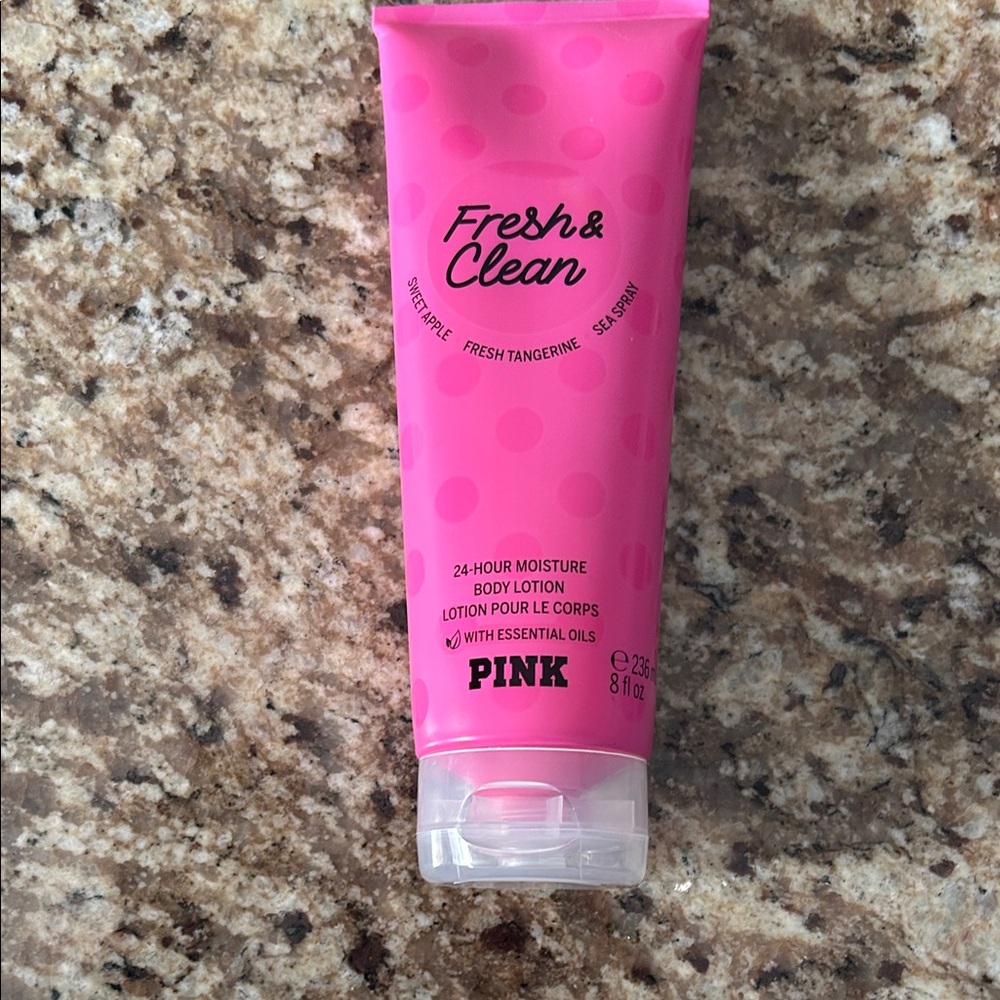 Fresh &
Clean
SWEET APPLE FRESH TANGERINE SEA SPRAY
24-HOUR MOISTURE
BODY LOTION
LOTION POUR LE CORPS
WITH ESSENTIAL OILS
PINK
℮ 236 m
8 fl oz